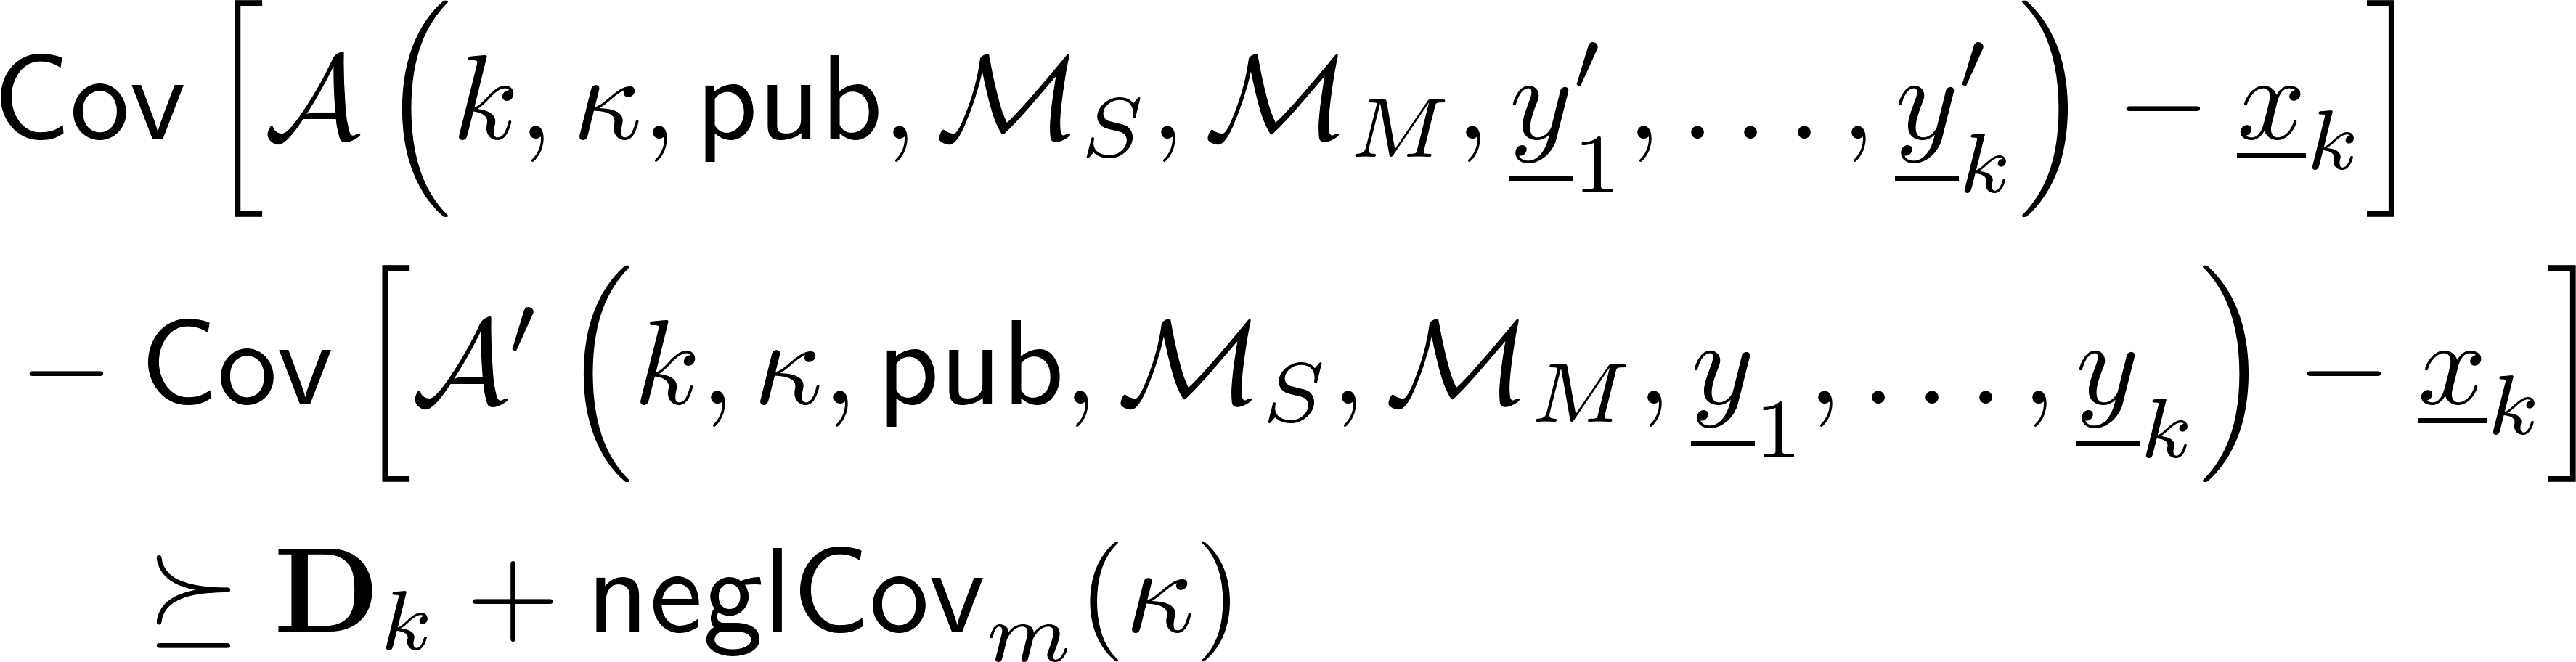 Cov [𝒜 (k, κ, pub, ℳ_S, ℳ_M, y̲′_1, …, y̲′_k) − x̲_k]
− Cov [𝒜′ (k, κ, pub, ℳ_S, ℳ_M, y̲_1, …, y̲_k) − x̲_k]
⪰ 𝐃_k + neglCov_m(κ)